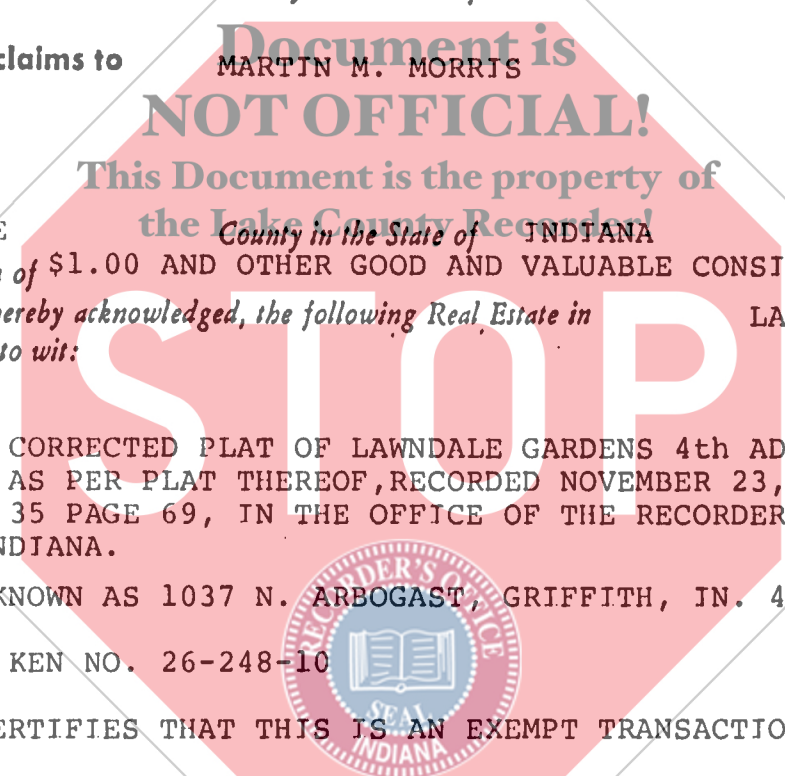 Document is
claims to MARTIN M. MORRIS
NOT OFFICIAL!
This Document is the property of
the Lake County Recorder!
County in the State of INDIANA
of $1.00 AND OTHER GOOD AND VALUABLE CONSI
hereby acknowledged, the following Real Estate in LA
to wit:
STOP
CORRECTED PLAT OF LAWNDALE GARDENS 4th AD
AS PER PLAT THEREOF, RECORDED NOVEMBER 23,
35 PAGE 69, IN THE OFFICE OF THE RECORDER
NDIANA.
KNOWN AS 1037 N. ARBOGAST, GRIFFITH, IN. 4
KEN NO. 26-248-10
RECORDER'S OFFICE
SEAL
INDIANA
ERTIFIES THAT THIS IS AN EXEMPT TRANSACTIO